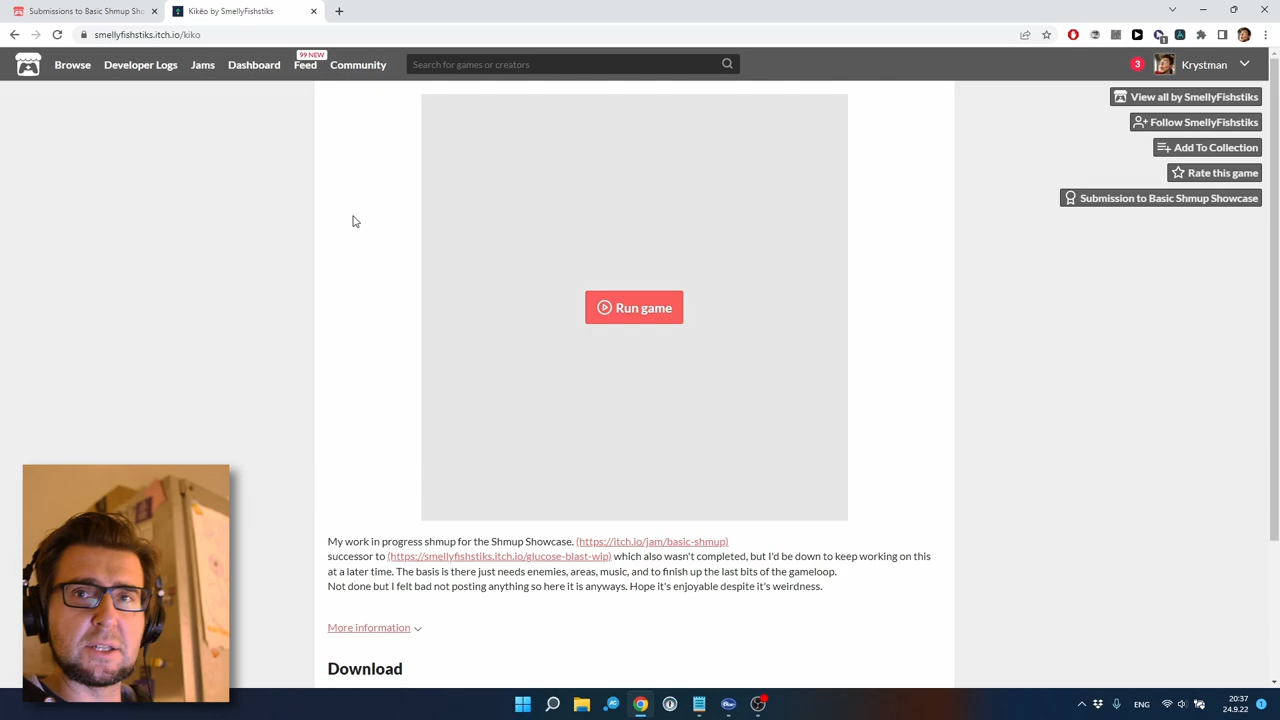 Submissions to Basic Shmup Sho
Kikëo by SmellyFishstiks
smellyfishstiks.itch.io/kiko
99 NEW
Browse Developer Logs Jams Dashboard Feed Community
Search for games or creators
3 Krystman
View all by SmellyFishstiks
Follow SmellyFishstiks
Add To Collection
Rate this game
Submission to Basic Shmup Showcase
Run game
My work in progress shmup for the Shmup Showcase. (https://itch.io/jam/basic-shmup)
successor to (https://smellyfishstiks.itch.io/glucose-blast-wip) which also wasn't completed, but I'd be down to keep working on this
at a later time. The basis is there just needs enemies, areas, music, and to finish up the last bits of the gameloop.
Not done but I felt bad not posting anything so here it is anyways. Hope it's enjoyable despite it's weirdness.
More information
Download
ENG
20:37
24.9.22